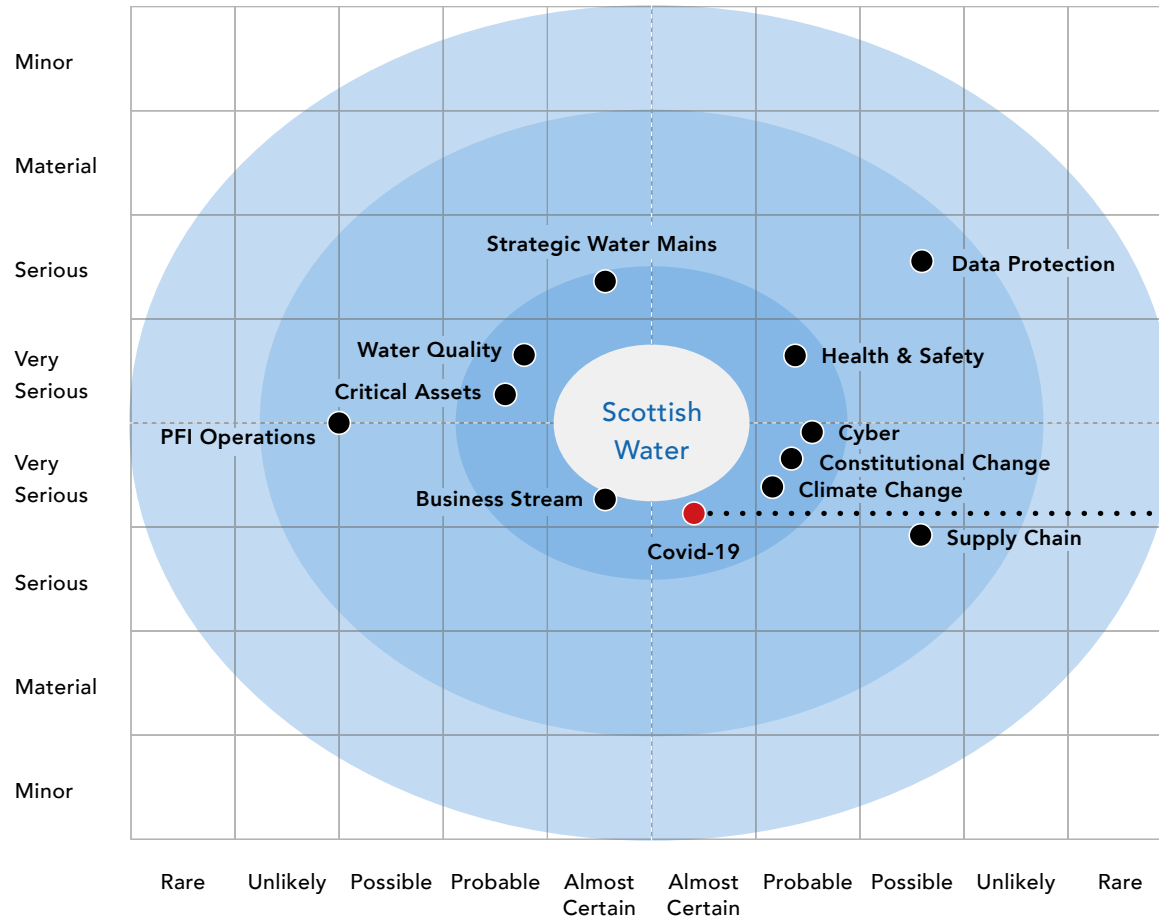 Minor
Material
Serious
Very
Serious
Very
Serious
Serious
Material
Minor
Strategic Water Mains
Data Protection
Water Quality
Health & Safety
Critical Assets
Scottish
Water
PFI Operations
Cyber
Constitutional Change
Business Stream
Climate Change
Covid-19
Supply Chain
Rare
Unlikely
Possible
Probable
Almost
Certain
Almost
Certain
Probable
Possible
Unlikely
Rare